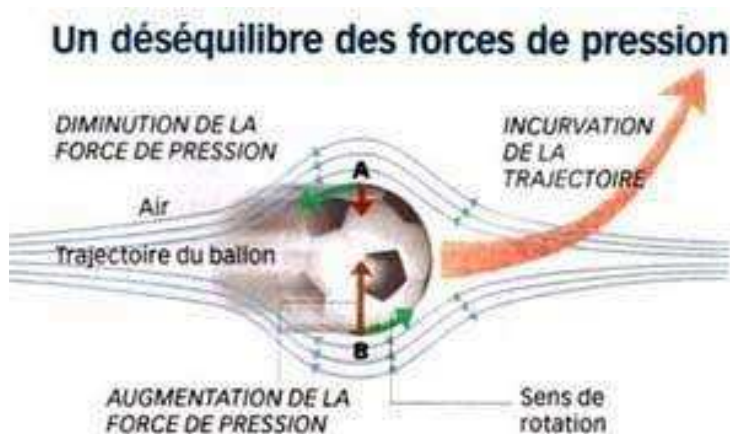 Un déséquilibre des forces de pression
DIMINUTION DE LA
FORCE DE PRESSION
INCURVATION
DE LA
TRAJECTOIRE
A
Air
Trajectoire du ballon
B
AUGMENTATION DE LA
FORCE DE PRESSION
Sens de
rotation